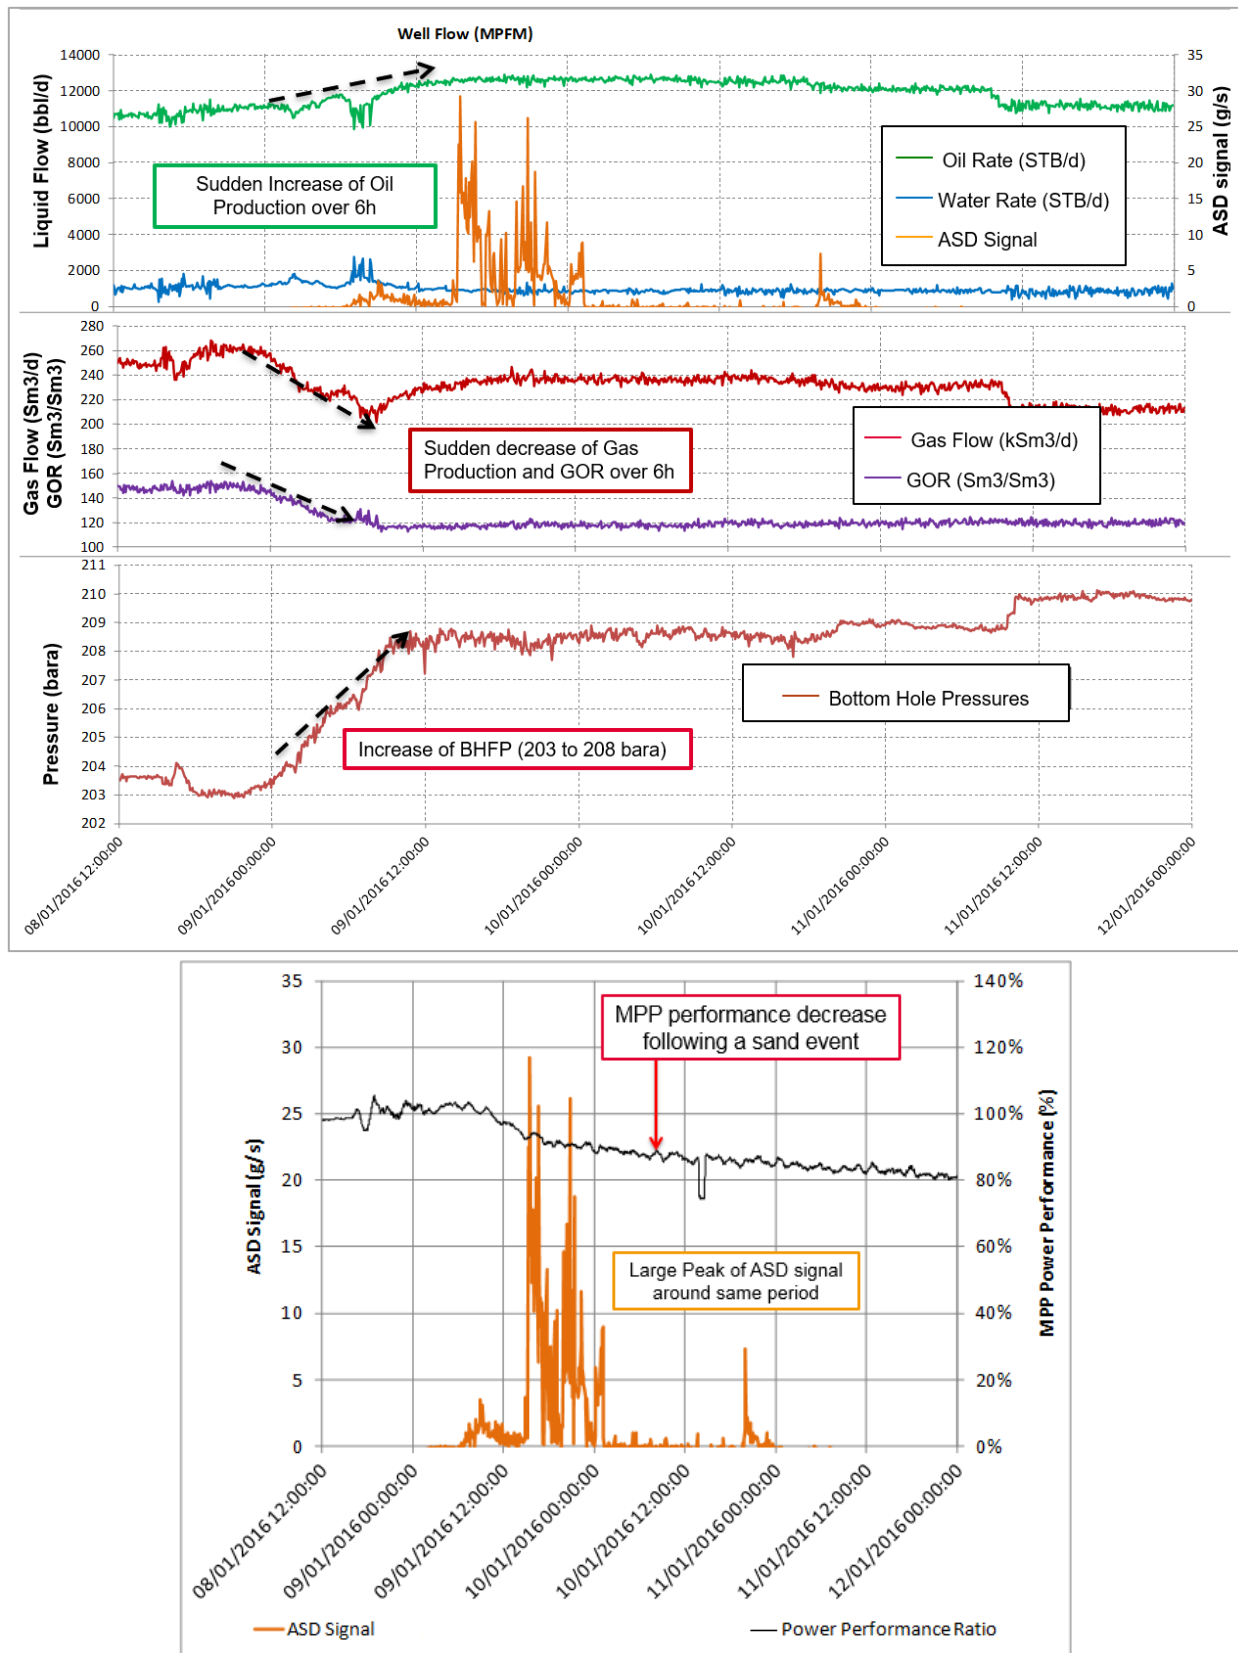 Well Flow (MPFM)
14000
12000
10000
8000
6000
4000
2000
0
Liquid Flow (bbl/d)
35
30
25
20
15
10
5
0
ASD signal (g/s)
Sudden Increase of Oil
Production over 6h
Oil Rate (STB/d)
Water Rate (STB/d)
ASD Signal
280
260
240
220
200
180
160
140
120
100
Gas Flow (Sm3/d)
GOR (Sm3/Sm3)
Sudden decrease of Gas
Production and GOR over 6h
Gas Flow (kSm3/d)
GOR (Sm3/Sm3)
211
210
209
208
207
206
205
204
203
202
Pressure (bara)
Bottom Hole Pressures
Increase of BHFP (203 to 208 bara)
08/01/2016 12:00:00
09/01/2016 00:00:00
09/01/2016 12:00:00
10/01/2016 00:00:00
10/01/2016 12:00:00
11/01/2016 00:00:00
11/01/2016 12:00:00
12/01/2016 00:00:00
35
30
25
20
15
10
5
0
ASD Signal (g/s)
140%
120%
100%
80%
60%
40%
20%
0%
MPP Power Performance (%)
MPP performance decrease
following a sand event
Large Peak of ASD signal
around same period
08/01/2016 12:00:00
09/01/2016 00:00:00
09/01/2016 12:00:00
10/01/2016 00:00:00
10/01/2016 12:00:00
11/01/2016 00:00:00
11/01/2016 12:00:00
12/01/2016 00:00:00
ASD Signal
Power Performance Ratio